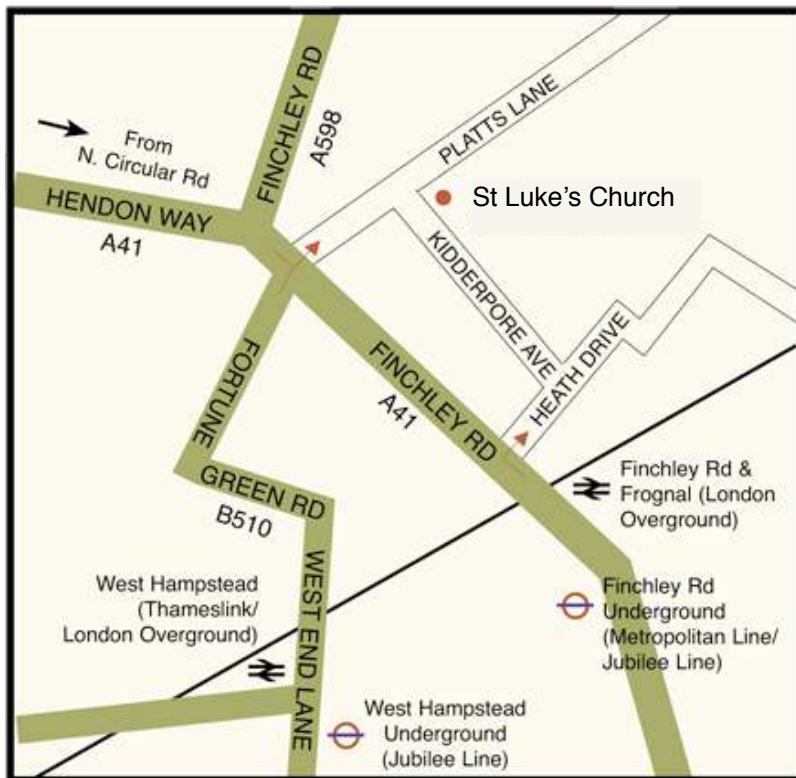 FINCHLEY RD
A598
PLATTS LANE
From
N. Circular Rd
HENDON WAY
A41
St Luke's Church
KIDDERPORE AVE
HEATH DRIVE
FINCHLEY RD
A41
FORTUNE
GREEN RD
B510
Finchley Rd &
Frognal (London
Overground)
WEST END LANE
West Hampstead
(Thameslink/
London Overground)
Finchley Rd
Underground
(Metropolitan Line/
Jubilee Line)
West Hampstead
Underground
(Jubilee Line)